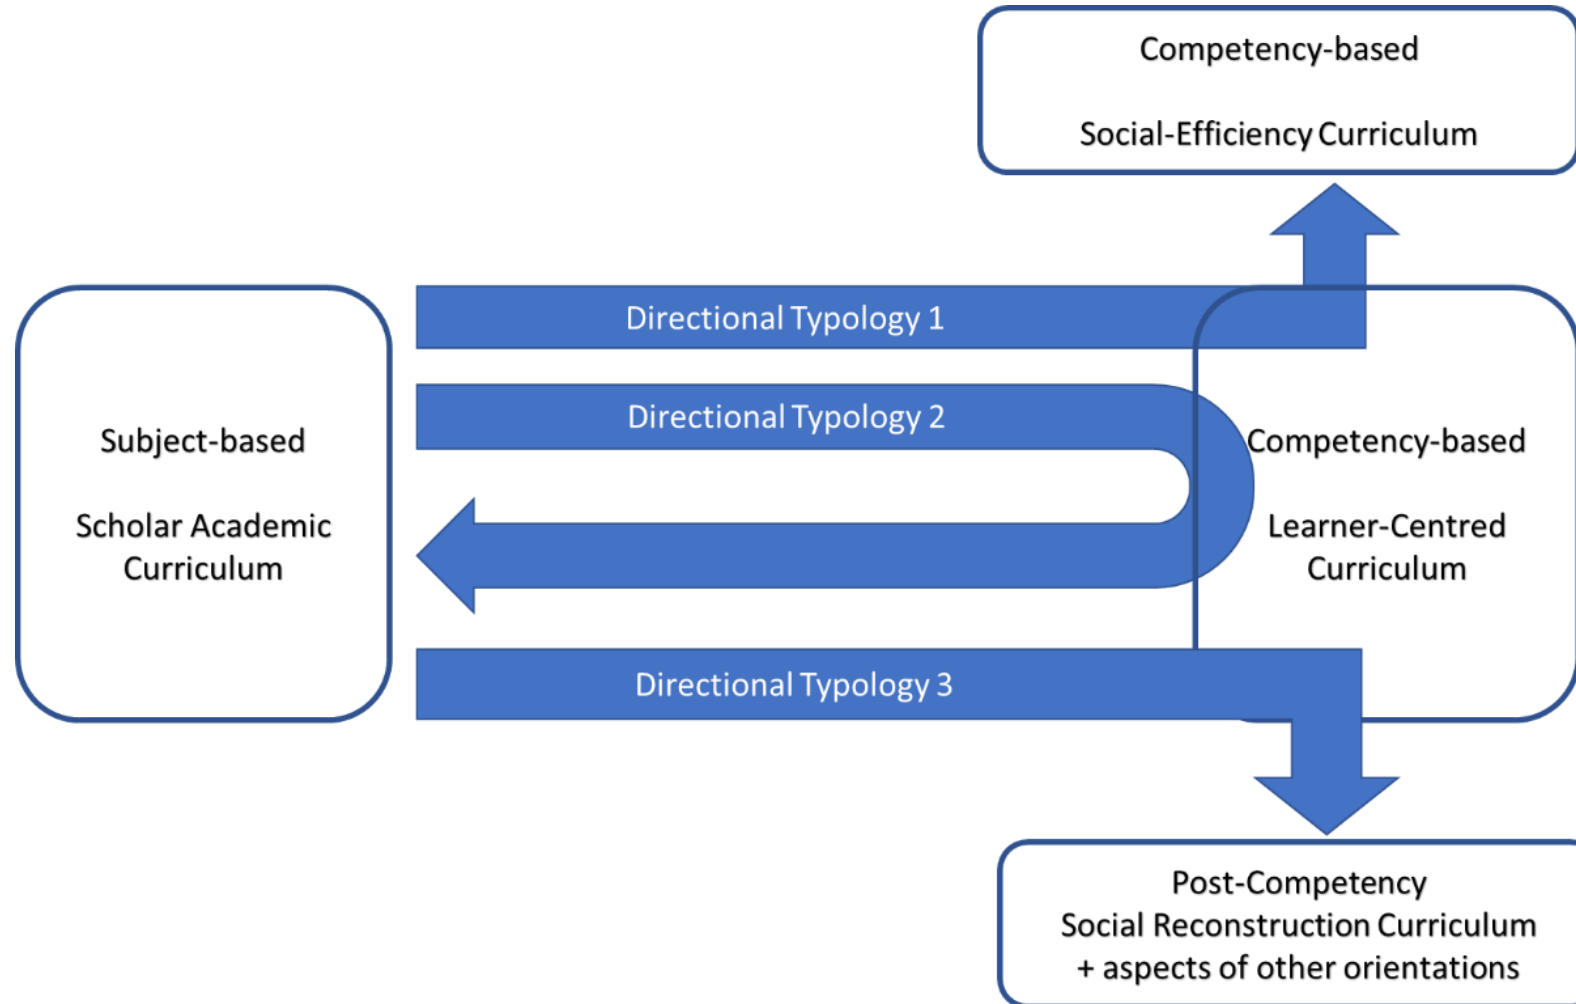 Competency-based
Social-Efficiency Curriculum
Directional Typology 1
Directional Typology 2
Subject-based
Scholar Academic
Curriculum
Competency-based
Learner-Centred
Curriculum
Directional Typology 3
Post-Competency
Social Reconstruction Curriculum
+ aspects of other orientations